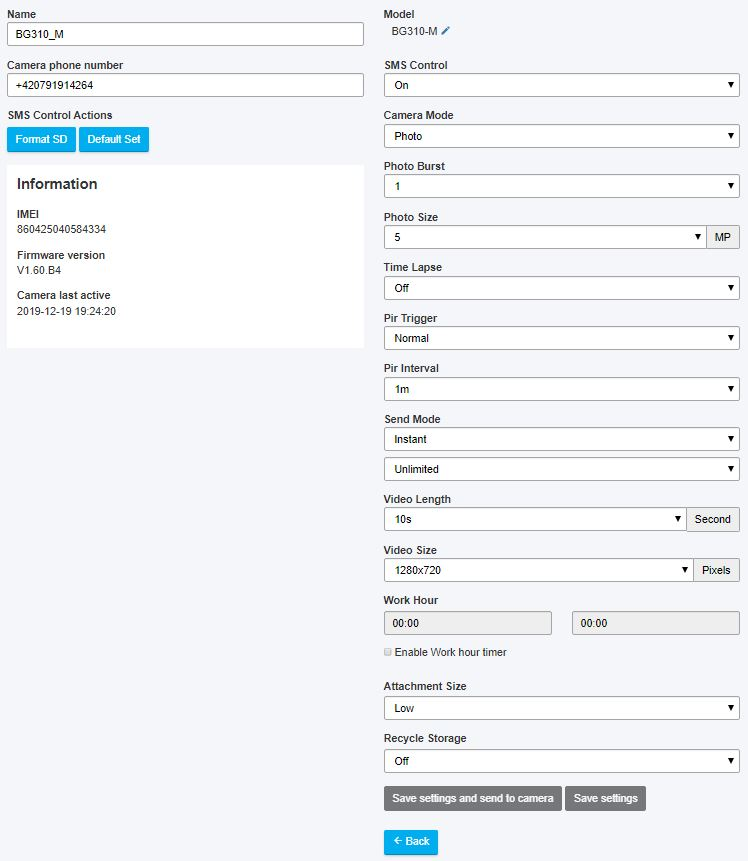 Name
BG310_M
Camera phone number
+420791914264
SMS Control Actions
Format SD
Default Set
Information
IMEI
860425040584334
Firmware version
V1.60.B4
Camera last active
2019-12-19 19:24:20
Model
BG310-M
SMS Control
On
Camera Mode
Photo
Photo Burst
1
Photo Size
5 MP
Time Lapse
Off
Pir Trigger
Normal
Pir Interval
1m
Send Mode
Instant
Unlimited
Video Length
10s Second
Video Size
1280x720 Pixels
Work Hour
00:00 00:00
Enable Work hour timer
Attachment Size
Low
Recycle Storage
Off
Save settings and send to camera Save settings
Back